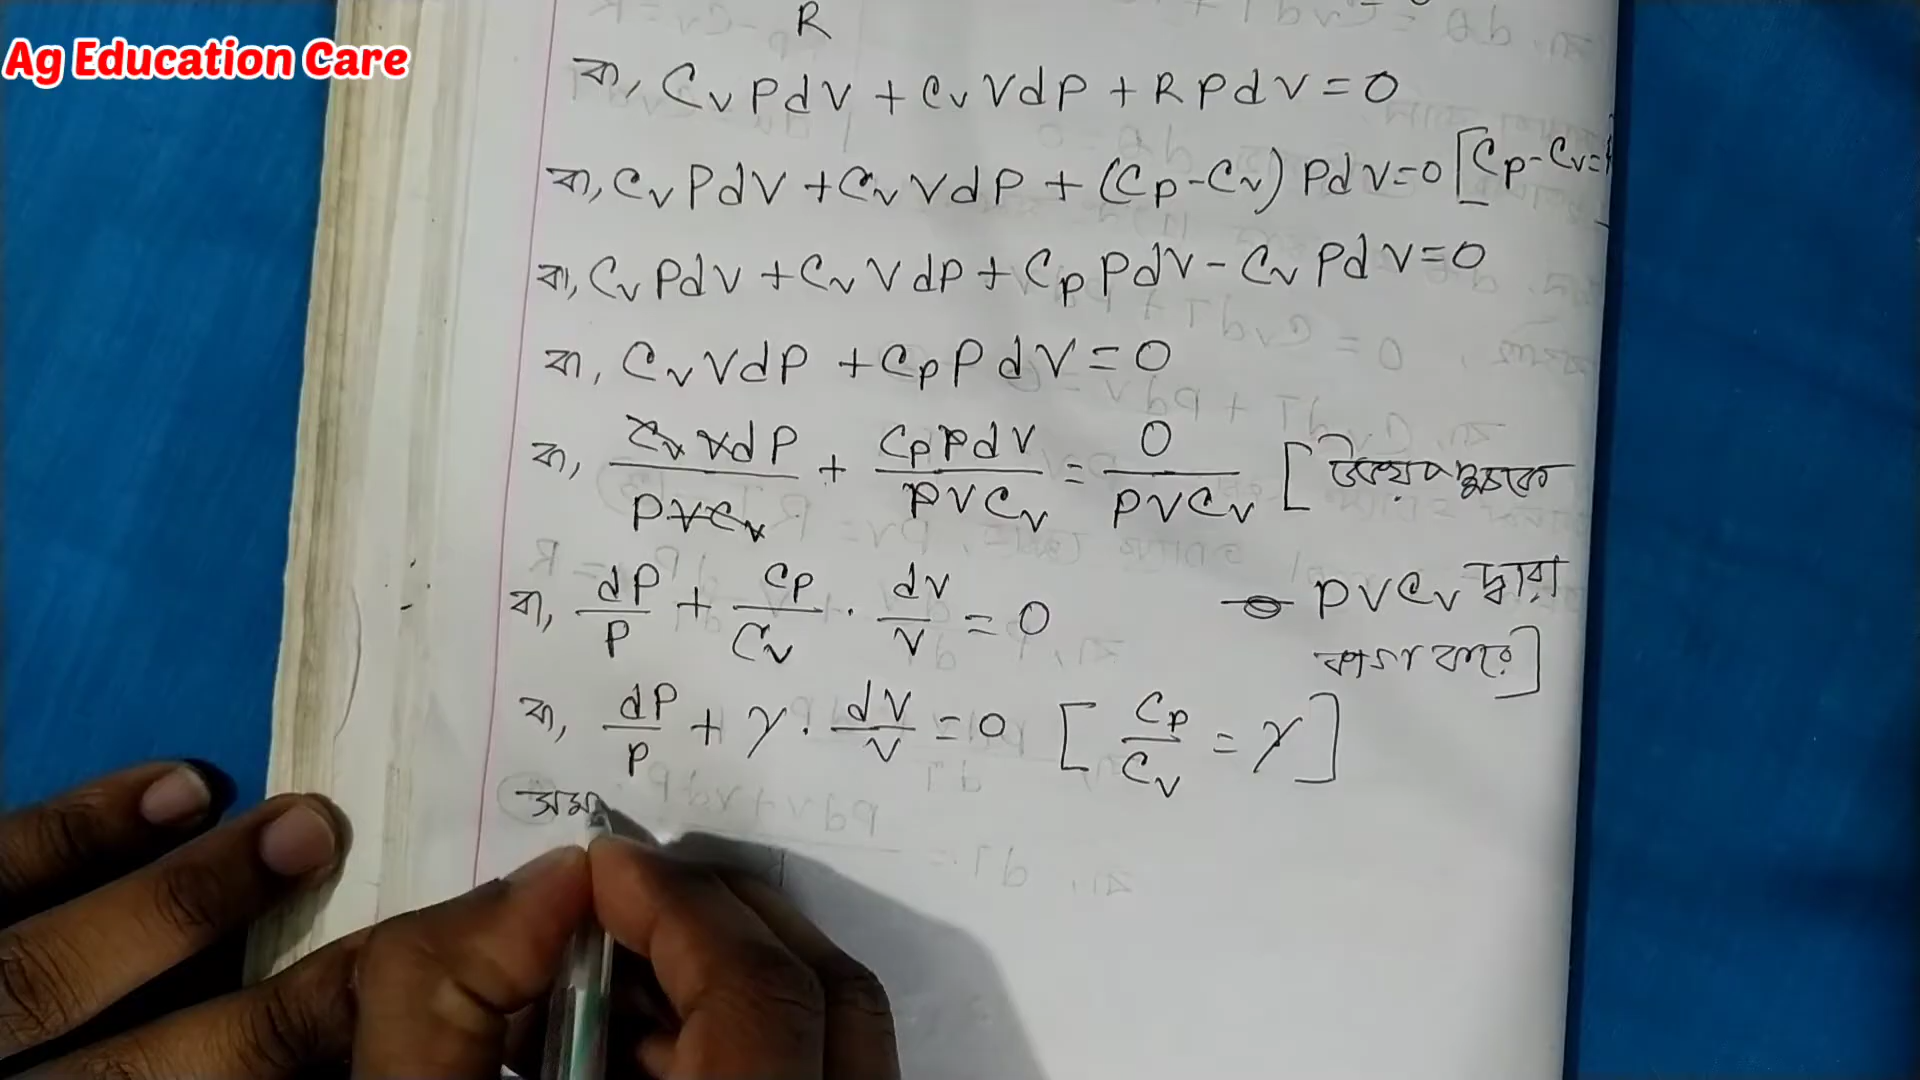 Ag Education Care
R
বা, CvPdV + CvVdP + RPdV = 0
বা, CvPdV + CvVdP + (Cp-Cv) PdV=0 [Cp-Cv=
বা, CvPdV + CvVdP + CpPdV - CvPdV=0
বা, CvVdP + CpPdV = 0
বা, CvVdP/PVCv + CpPdV/PVCv = 0/PVCv [উভয়পক্ষকে
PVCv দ্বারা
ভাগ করে]
বা, dP/P + Cp/Cv . dV/V = 0
বা, dP/P + γ . dV/V = 0 [Cp/Cv = γ]
সমা